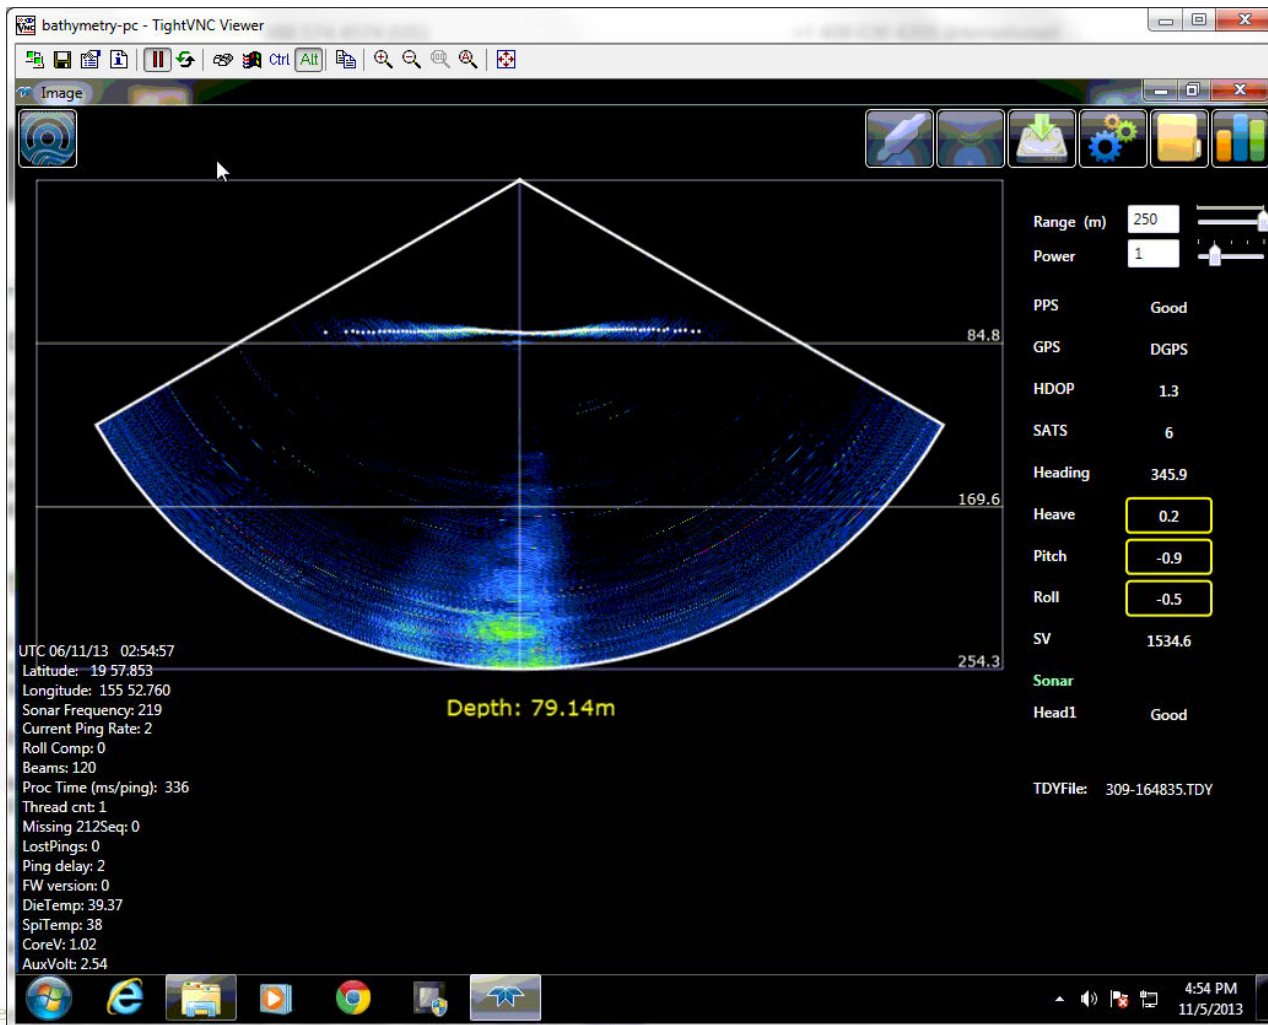 bathymetry-pc - TightVNC Viewer
Ctrl Alt
Image
Range (m) 250
Power 1
PPS Good
GPS DGPS
HDOP 1.3
SATS 6
Heading 345.9
Heave 0.2
Pitch -0.9
Roll -0.5
SV 1534.6
Sonar
Head1 Good
TDYFile: 309-164835.TDY
84.8
169.6
254.3
Depth: 79.14m
UTC 06/11/13 02:54:57
Latitude: 19 57.853
Longitude: 155 52.760
Sonar Frequency: 219
Current Ping Rate: 2
Roll Comp: 0
Beams: 120
Proc Time (ms/ping): 336
Thread cnt: 1
Missing 212Seq: 0
LostPings: 0
Ping delay: 2
FW version: 0
DieTemp: 39.37
SpiTemp: 38
CoreV: 1.02
AuxVolt: 2.54
4:54 PM
11/5/2013